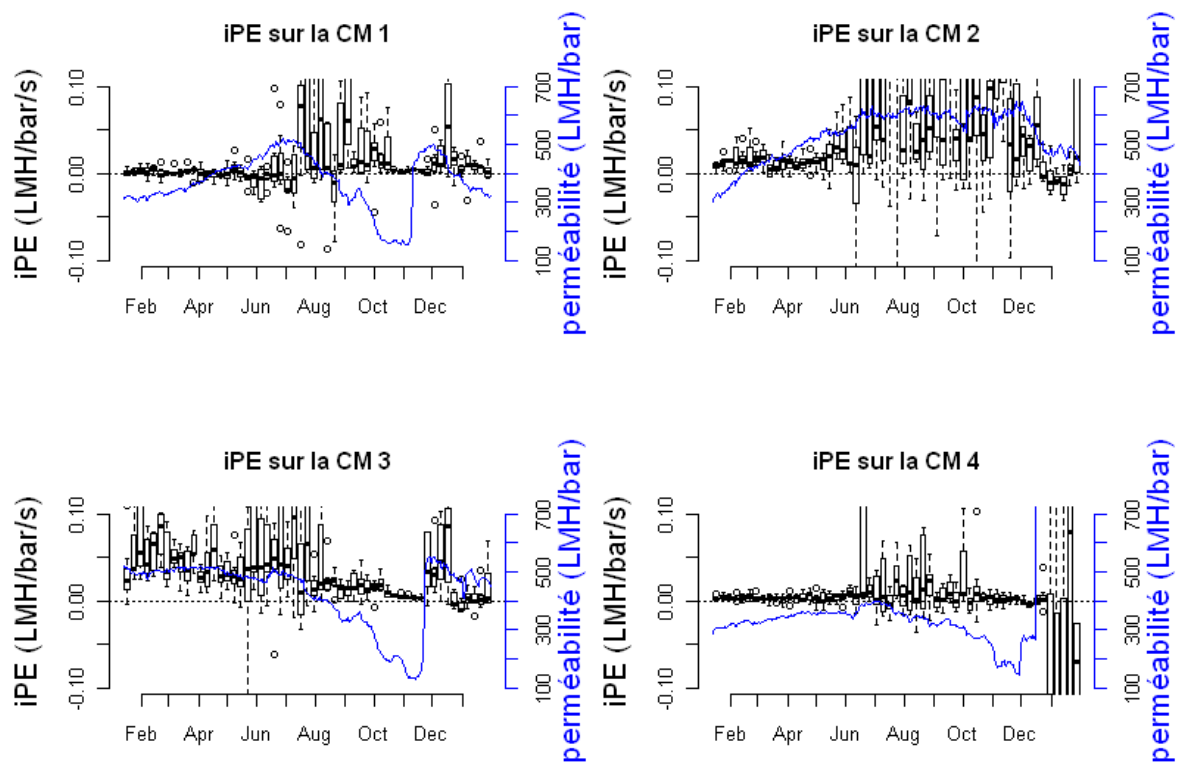 iPE sur la CM 1
iPE (LMH/bar/s)
0.10
0.00
-0.10
700
500
300
100
perméabilité (LMH/bar)
Feb Apr Jun Aug Oct Dec
iPE sur la CM 2
iPE (LMH/bar/s)
0.10
0.00
-0.10
700
500
300
100
perméabilité (LMH/bar)
Feb Apr Jun Aug Oct Dec
iPE sur la CM 3
iPE (LMH/bar/s)
0.10
0.00
-0.10
700
500
300
100
perméabilité (LMH/bar)
Feb Apr Jun Aug Oct Dec
iPE sur la CM 4
iPE (LMH/bar/s)
0.10
0.00
-0.10
700
500
300
100
perméabilité (LMH/bar)
Feb Apr Jun Aug Oct Dec